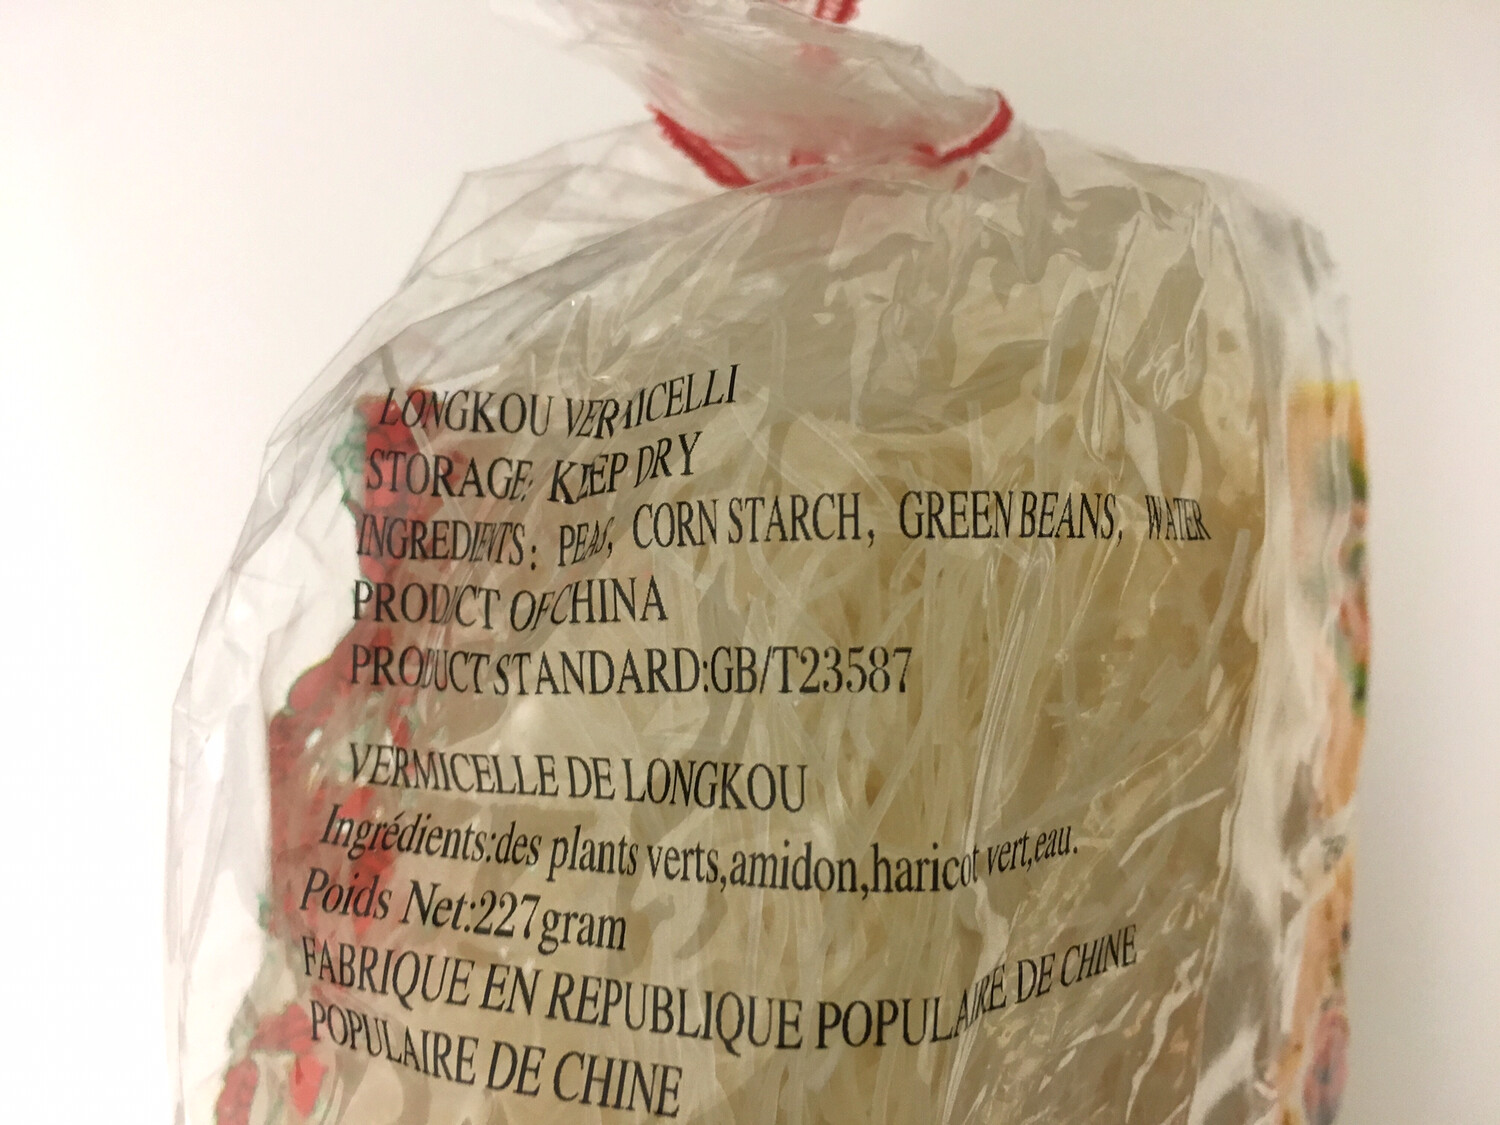 LONGKOU VERMICELLI
STORAGE: KEEP DRY
INGREDIENTS: PEAS, CORN STARCH, GREEN BEANS, WATER
PRODUCT OF CHINA
PRODUCT STANDARD:GB/T23587
VERMICELLE DE LONGKOU
Ingrédients:des plants verts,amidon,haricot vert,eau.
Poids Net:227gram
FABRIQUE EN REPUBLIQUE POPULAIRE DE CHINE
POPULAIRE DE CHINE